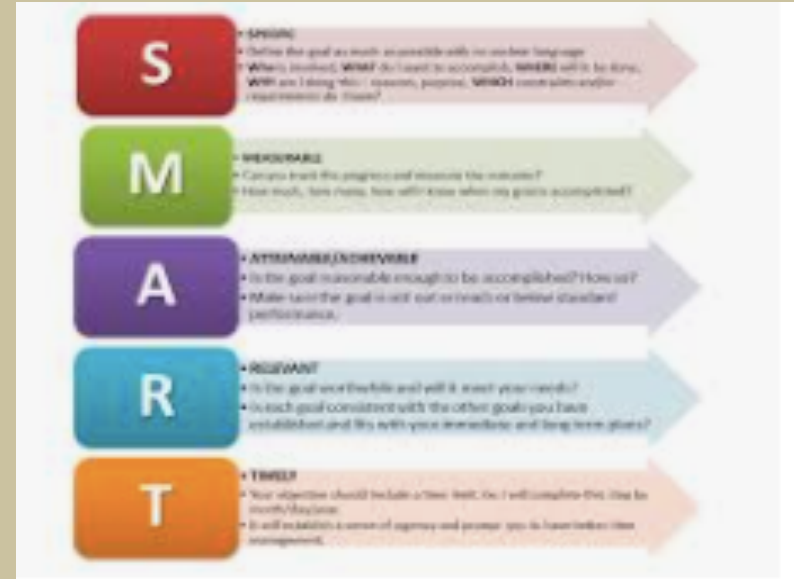 S
• SPECIFIC
• Define the goal as much as possible with no unclear language
• WHO is involved, WHAT do I want to accomplish, WHERE will it be done,
WHY am I doing this - reasons, purpose, WHICH constraints and/or
requirements do I have?
M
• MEASURABLE
• Can you track the progress and measure the outcome?
• How much, how many, how will I know when my goal is accomplished?
A
• ATTAINABLE/ACHIEVABLE
• Is the goal reasonable enough to be accomplished? How so?
• Make sure the goal is not out of reach or below standard
performance.
R
• RELEVANT
• Is the goal worthwhile and will it meet your needs?
• Is each goal consistent with the other goals you have
established and fits with your immediate and long term plans?
T
• TIMELY
• Your objective should include a time limit. I will complete this step by
month/day/year.
• It will establish a sense of urgency and prompt you to have better time
management.